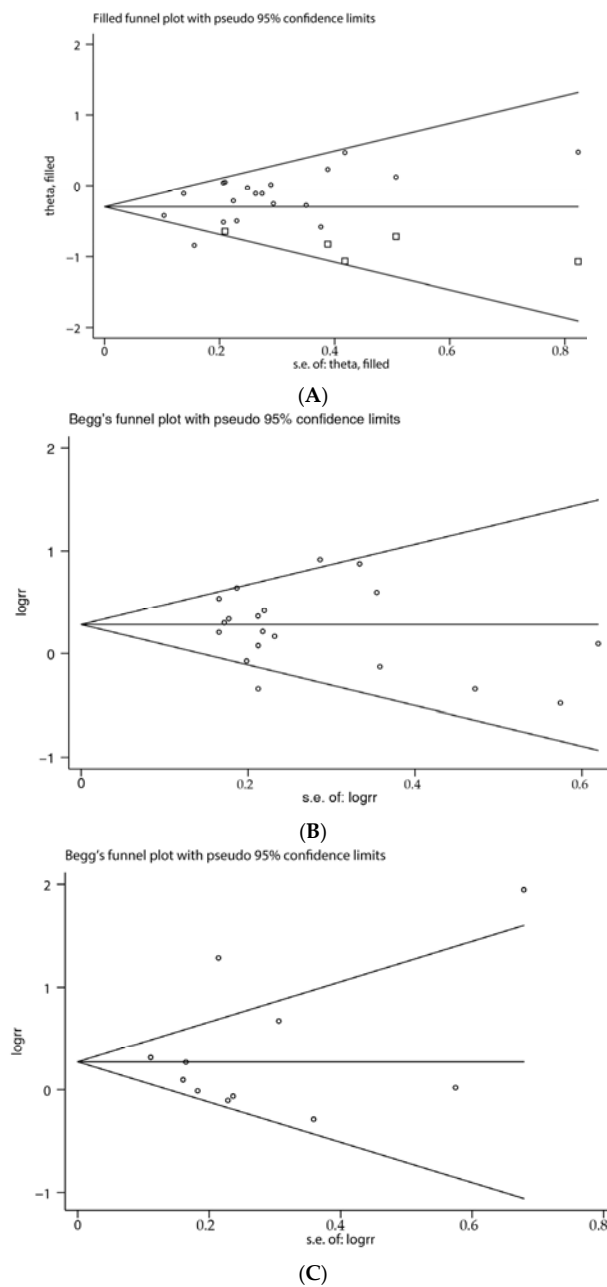 Filled funnel plot with pseudo 95% confidence limits
2
1
0
−1
−2
theta, filled
0 0.2 0.4 0.6 0.8
s.e. of: theta, filled
(A)
Begg's funnel plot with pseudo 95% confidence limits
2
1
0
−1
logrr
0 0.2 0.4 0.6
s.e. of: logrr
(B)
Begg's funnel plot with pseudo 95% confidence limits
2
1
0
−1
logrr
0 0.2 0.4 0.6 0.8
s.e. of: logrr
(C)